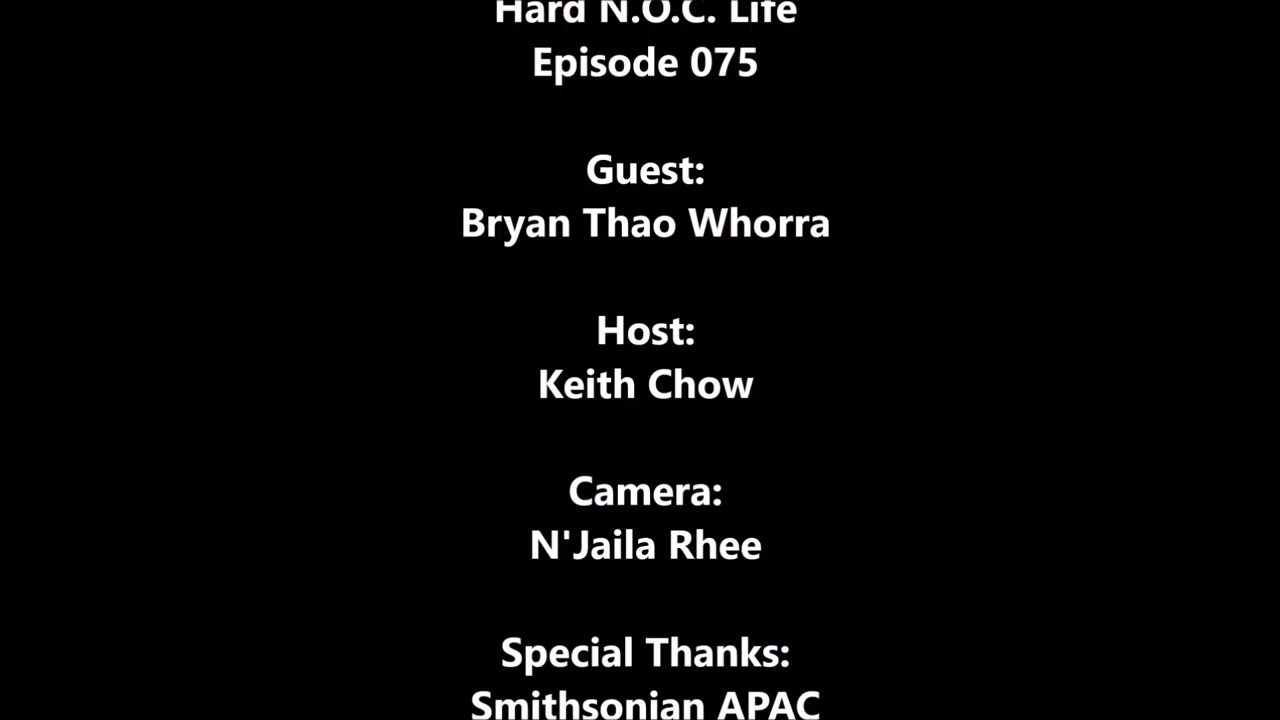 Hard N.O.C. Life
Episode 075
Guest:
Bryan Thao Whorra
Host:
Keith Chow
Camera:
N'Jaila Rhee
Special Thanks:
Smithsonian APAC